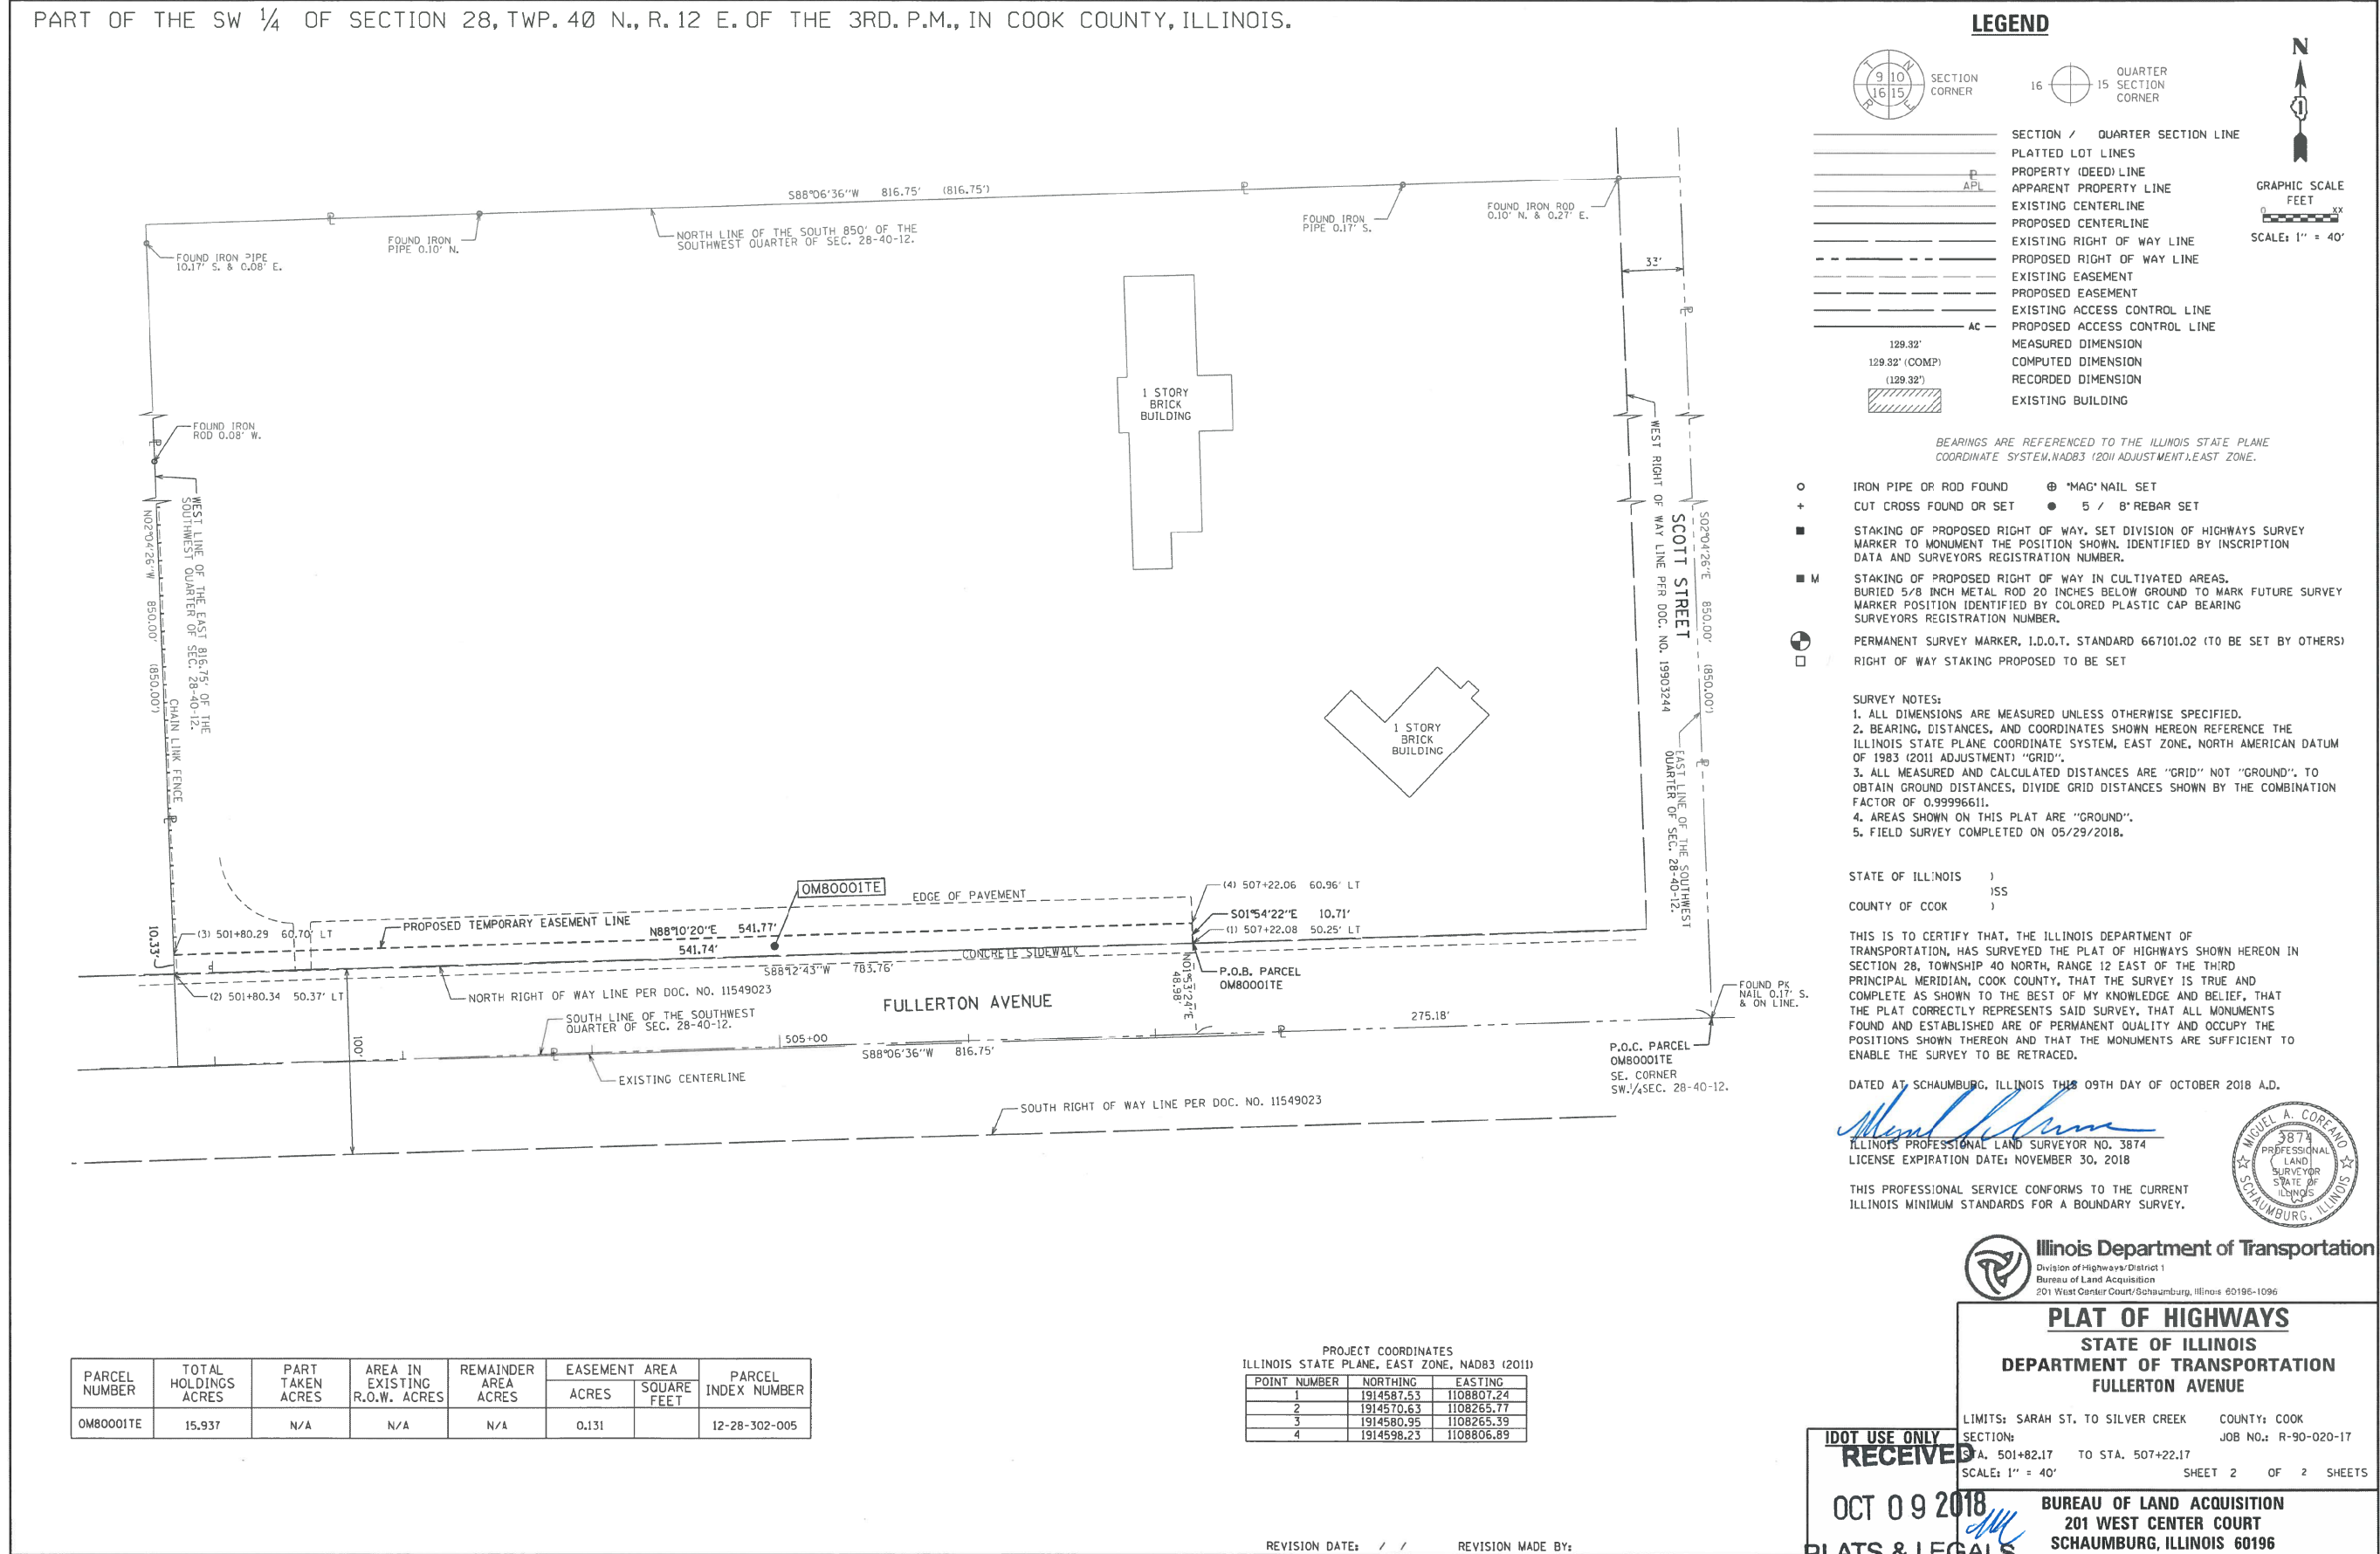 PART OF THE SW 1/4 OF SECTION 28, TWP. 40 N., R. 12 E. OF THE 3RD. P.M., IN COOK COUNTY, ILLINOIS.
S88°06'36"W 816.75' (816.75')
NORTH LINE OF THE SOUTH 850' OF THE
SOUTHWEST QUARTER OF SEC. 28-40-12.
FOUND IRON PIPE
10.17' S. & 0.08' E.
FOUND IRON
PIPE 0.10' N.
FOUND IRON
PIPE 0.17' S.
FOUND IRON ROD
0.10' N. & 0.27' E.
33'
1 STORY
BRICK
BUILDING
FOUND IRON
ROD 0.08' W.
WEST LINE OF THE EAST 816.75' OF THE
SOUTHWEST QUARTER OF SEC. 28-40-12.
N02°04'26"W 850.00' (850.00')
CHAIN LINK FENCE
WEST RIGHT OF WAY LINE PER DOC. NO. 19903244
SCOTT STREET
S02°04'26"E 850.00' (850.00')
EAST LINE OF THE SOUTHWEST
QUARTER OF SEC. 28-40-12.
1 STORY
BRICK
BUILDING
OM80001TE
EDGE OF PAVEMENT
PROPOSED TEMPORARY EASEMENT LINE
(4) 507+22.06 60.96' LT
S01°54'22"E 10.71'
(1) 507+22.08 50.25' LT
10.33'
(3) 501+80.29 60.70' LT
N88°10'20"E 541.77'
541.74'
CONCRETE SIDEWALK
S88°12'43"W 783.76'
(2) 501+80.34 50.37' LT
NORTH RIGHT OF WAY LINE PER DOC. NO. 11549023
P.O.B. PARCEL
OM80001TE
N01°53'24"E
48.98'
FULLERTON AVENUE
SOUTH LINE OF THE SOUTHWEST
QUARTER OF SEC. 28-40-12.
100'
505+00
S88°06'36"W 816.75'
275.18'
EXISTING CENTERLINE
FOUND PK
NAIL 0.17' S.
& ON LINE.
P.O.C. PARCEL
OM80001TE
SE. CORNER
SW.1/4SEC. 28-40-12.
SOUTH RIGHT OF WAY LINE PER DOC. NO. 11549023
LEGEND
T N R E
9 10
16 15
SECTION
CORNER
16 15
QUARTER
SECTION
CORNER
N
1
GRAPHIC SCALE
FEET
0 XX
SCALE: 1" = 40'
SECTION / QUARTER SECTION LINE
PLATTED LOT LINES
PROPERTY (DEED) LINE
APL APPARENT PROPERTY LINE
EXISTING CENTERLINE
PROPOSED CENTERLINE
EXISTING RIGHT OF WAY LINE
PROPOSED RIGHT OF WAY LINE
EXISTING EASEMENT
PROPOSED EASEMENT
EXISTING ACCESS CONTROL LINE
AC PROPOSED ACCESS CONTROL LINE
129.32' MEASURED DIMENSION
129.32' (COMP) COMPUTED DIMENSION
(129.32') RECORDED DIMENSION
EXISTING BUILDING
BEARINGS ARE REFERENCED TO THE ILLINOIS STATE PLANE
COORDINATE SYSTEM, NAD83 (2011 ADJUSTMENT), EAST ZONE.
IRON PIPE OR ROD FOUND "MAG" NAIL SET
CUT CROSS FOUND OR SET 5 / 8" REBAR SET
STAKING OF PROPOSED RIGHT OF WAY. SET DIVISION OF HIGHWAYS SURVEY
MARKER TO MONUMENT THE POSITION SHOWN. IDENTIFIED BY INSCRIPTION
DATA AND SURVEYORS REGISTRATION NUMBER.
M STAKING OF PROPOSED RIGHT OF WAY IN CULTIVATED AREAS.
BURIED 5/8 INCH METAL ROD 20 INCHES BELOW GROUND TO MARK FUTURE SURVEY
MARKER POSITION IDENTIFIED BY COLORED PLASTIC CAP BEARING
SURVEYORS REGISTRATION NUMBER.
PERMANENT SURVEY MARKER, I.D.O.T. STANDARD 667101.02 (TO BE SET BY OTHERS)
RIGHT OF WAY STAKING PROPOSED TO BE SET
SURVEY NOTES:
1. ALL DIMENSIONS ARE MEASURED UNLESS OTHERWISE SPECIFIED.
2. BEARING, DISTANCES, AND COORDINATES SHOWN HEREON REFERENCE THE
ILLINOIS STATE PLANE COORDINATE SYSTEM, EAST ZONE, NORTH AMERICAN DATUM
OF 1983 (2011 ADJUSTMENT) "GRID".
3. ALL MEASURED AND CALCULATED DISTANCES ARE "GRID" NOT "GROUND". TO
OBTAIN GROUND DISTANCES, DIVIDE GRID DISTANCES SHOWN BY THE COMBINATION
FACTOR OF 0.99996611.
4. AREAS SHOWN ON THIS PLAT ARE "GROUND".
5. FIELD SURVEY COMPLETED ON 05/29/2018.
STATE OF ILLINOIS )
)SS
COUNTY OF COOK )
THIS IS TO CERTIFY THAT, THE ILLINOIS DEPARTMENT OF
TRANSPORTATION, HAS SURVEYED THE PLAT OF HIGHWAYS SHOWN HEREON IN
SECTION 28, TOWNSHIP 40 NORTH, RANGE 12 EAST OF THE THIRD
PRINCIPAL MERIDIAN, COOK COUNTY, THAT THE SURVEY IS TRUE AND
COMPLETE AS SHOWN TO THE BEST OF MY KNOWLEDGE AND BELIEF, THAT
THE PLAT CORRECTLY REPRESENTS SAID SURVEY, THAT ALL MONUMENTS
FOUND AND ESTABLISHED ARE OF PERMANENT QUALITY AND OCCUPY THE
POSITIONS SHOWN THEREON AND THAT THE MONUMENTS ARE SUFFICIENT TO
ENABLE THE SURVEY TO BE RETRACED.
DATED AT, SCHAUMBURG, ILLINOIS THIS 09TH DAY OF OCTOBER 2018 A.D.
ILLINOIS PROFESSIONAL LAND SURVEYOR NO. 3874
LICENSE EXPIRATION DATE: NOVEMBER 30, 2018
THIS PROFESSIONAL SERVICE CONFORMS TO THE CURRENT
ILLINOIS MINIMUM STANDARDS FOR A BOUNDARY SURVEY.
MIGUEL A. COREANO
3874
PROFESSIONAL
LAND
SURVEYOR
STATE OF
ILLINOIS
SCHAUMBURG, ILLINOIS
Illinois Department of Transportation
Division of Highways/District 1
Bureau of Land Acquisition
201 West Center Court/Schaumburg, Illinois 60196-1096
PLAT OF HIGHWAYS
STATE OF ILLINOIS
DEPARTMENT OF TRANSPORTATION
FULLERTON AVENUE
LIMITS: SARAH ST. TO SILVER CREEK COUNTY: COOK
SECTION: JOB NO.: R-90-020-17
STA. 501+82.17 TO STA. 507+22.17
SCALE: 1" = 40' SHEET 2 OF 2 SHEETS
BUREAU OF LAND ACQUISITION
201 WEST CENTER COURT
SCHAUMBURG, ILLINOIS 60196
IDOT USE ONLY
RECEIVED
OCT 09 2018
PLATS & LEGALS
PARCEL NUMBER TOTAL HOLDINGS ACRES PART TAKEN ACRES AREA IN EXISTING R.O.W. ACRES REMAINDER AREA ACRES EASEMENT AREA ACRES SQUARE FEET PARCEL INDEX NUMBER
OM80001TE 15.937 N/A N/A N/A 0.131 12-28-302-005
PROJECT COORDINATES
ILLINOIS STATE PLANE, EAST ZONE, NAD83 (2011)
POINT NUMBER NORTHING EASTING
1 1914587.53 1108807.24
2 1914570.63 1108265.77
3 1914580.95 1108265.39
4 1914598.23 1108806.89
REVISION DATE: / / REVISION MADE BY: